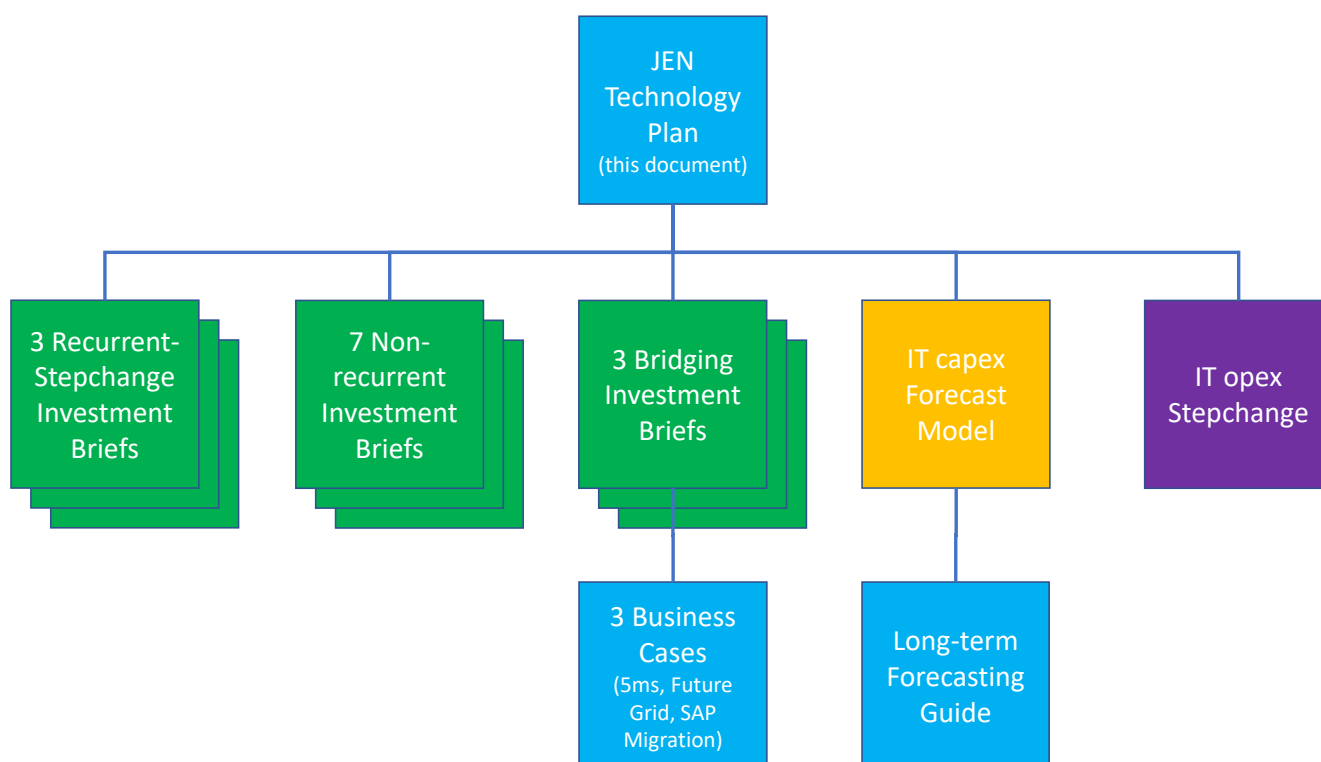 JEN
Technology
Plan
(this document)
3 Recurrent-
Stepchange
Investment
Briefs
7 Non-
recurrent
Investment
Briefs
3 Bridging
Investment
Briefs
IT capex
Forecast
Model
IT opex
Stepchange
3 Business
Cases
(5ms, Future
Grid, SAP
Migration)
Long-term
Forecasting
Guide